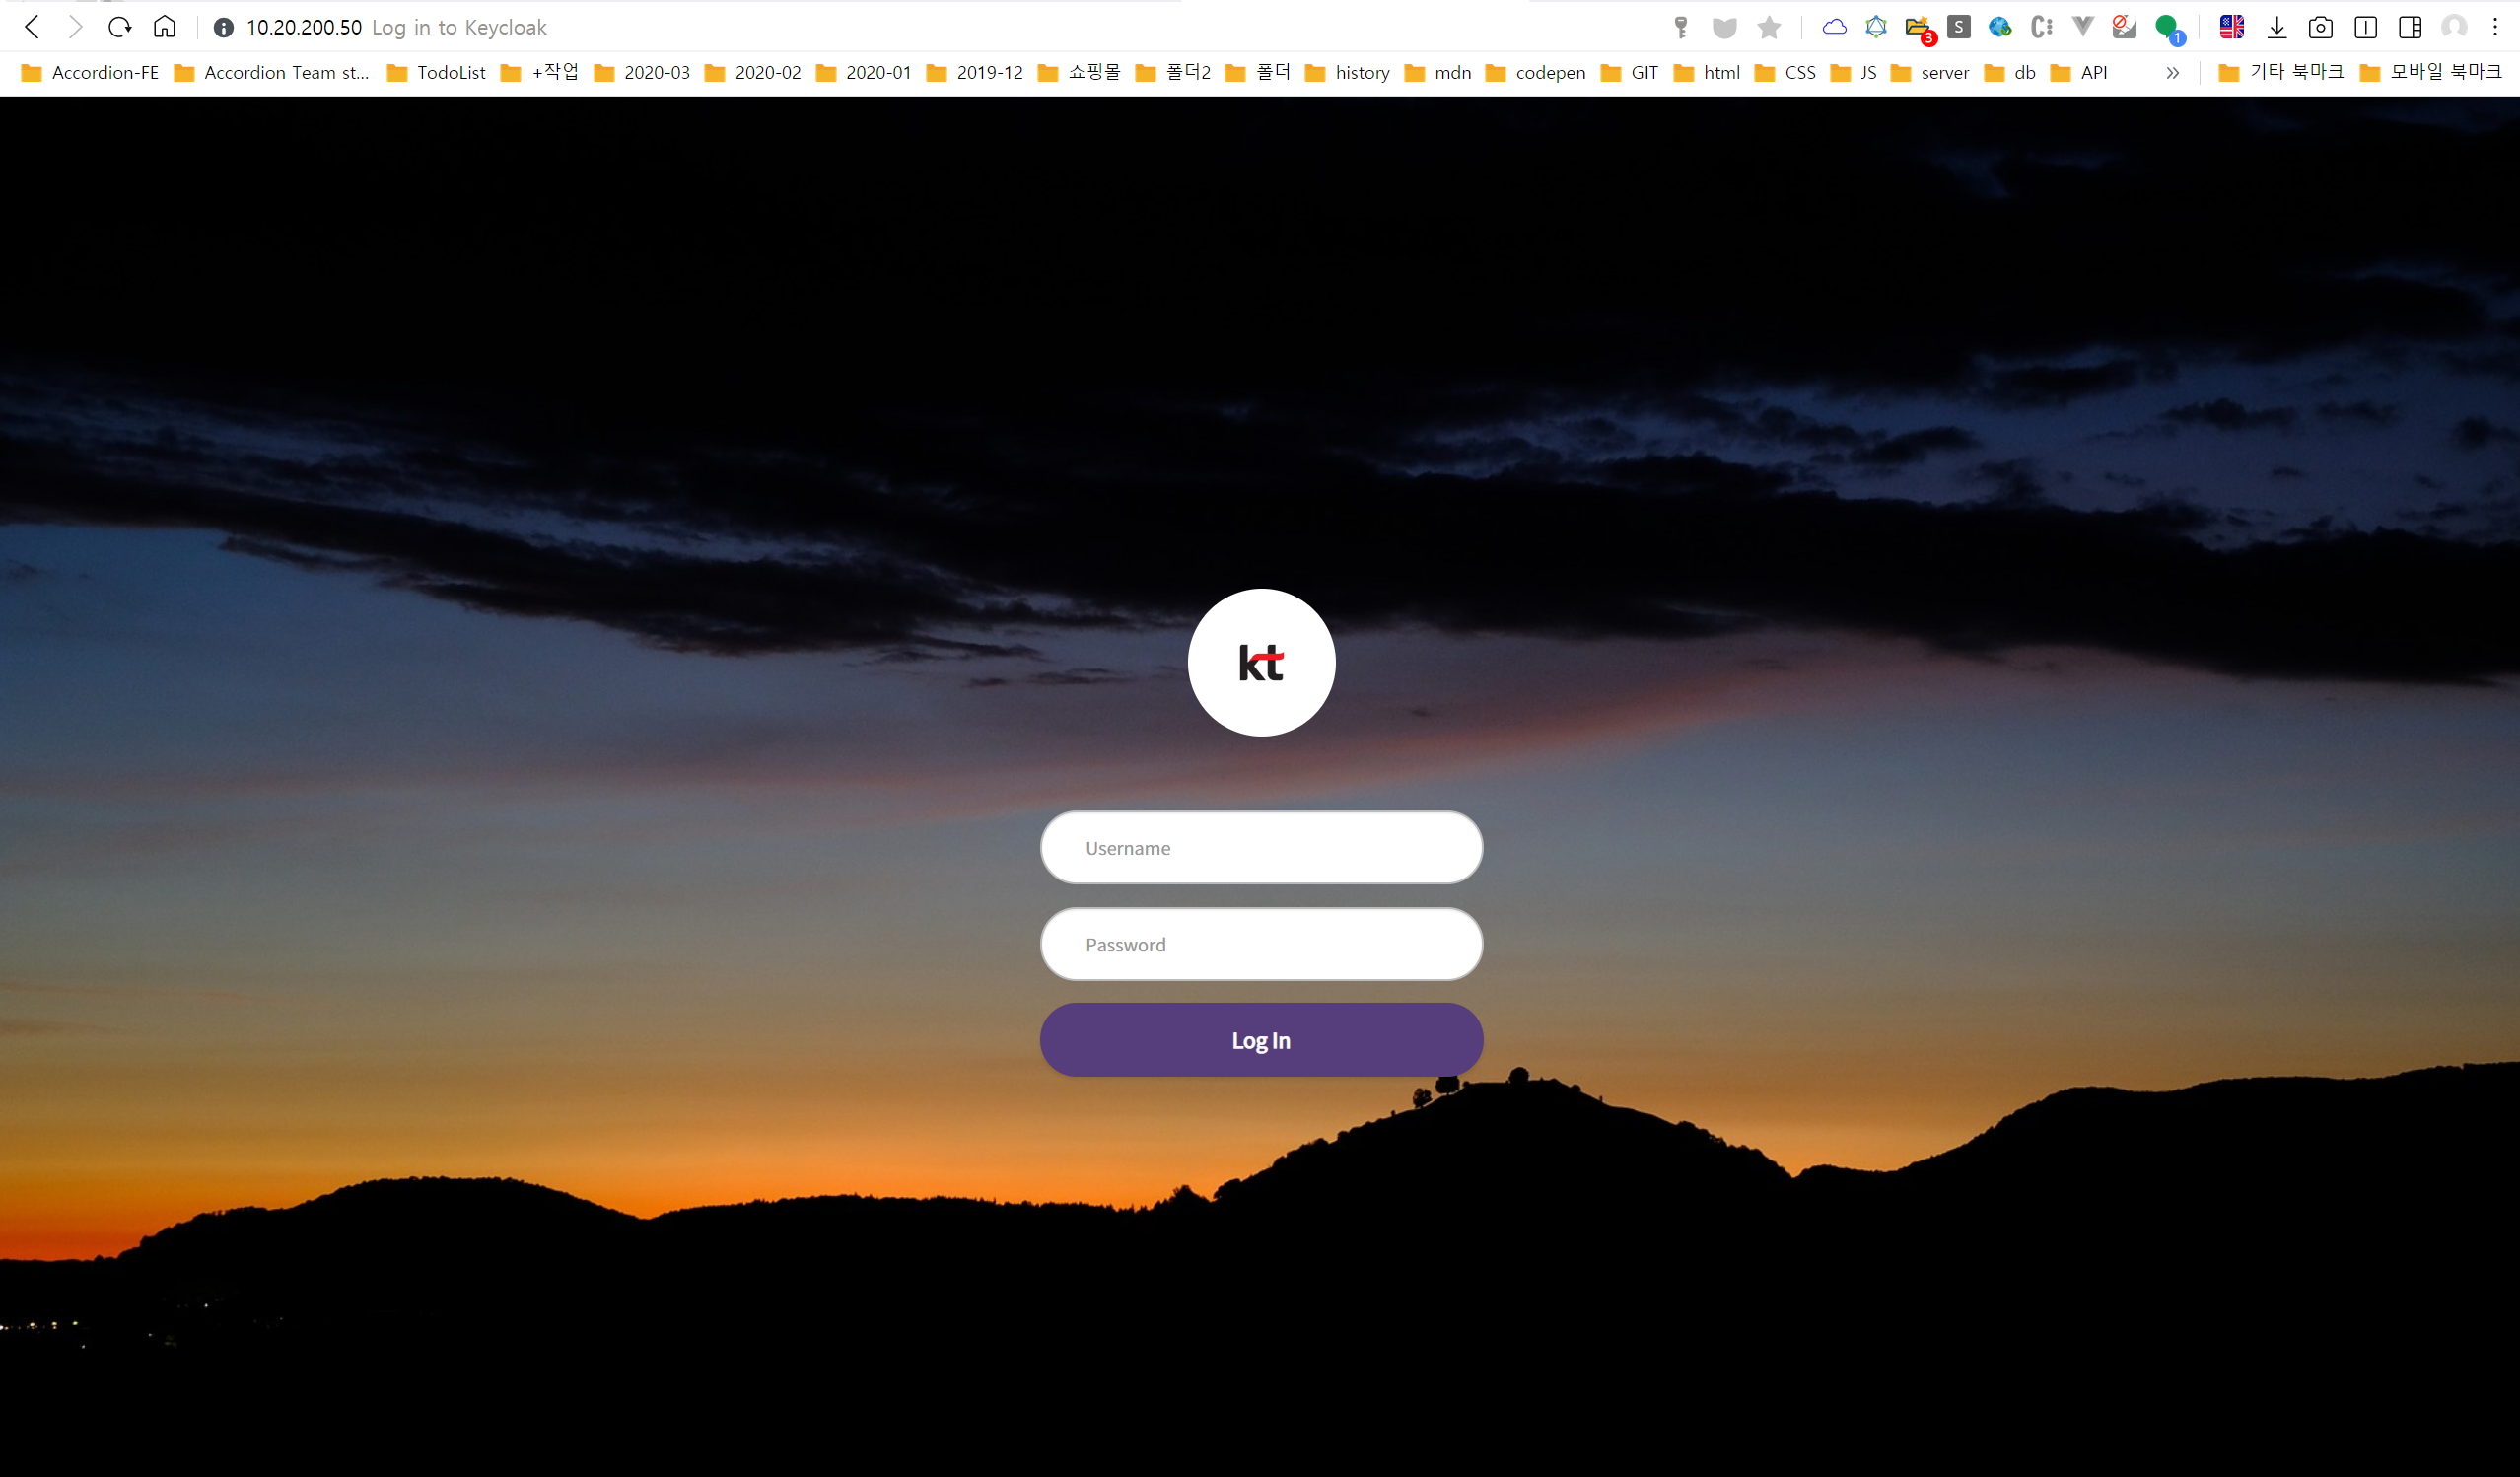 10.20.200.50 Log in to Keycloak
3
S
1
Accordion-FE Accordion Team st... TodoList +작업 2020-03 2020-02 2020-01 2019-12 쇼핑몰 폴더2 폴더 history mdn codepen GIT html CSS JS server db API » 기타 북마크 모바일 북마크
kt
Username
Password
Log In